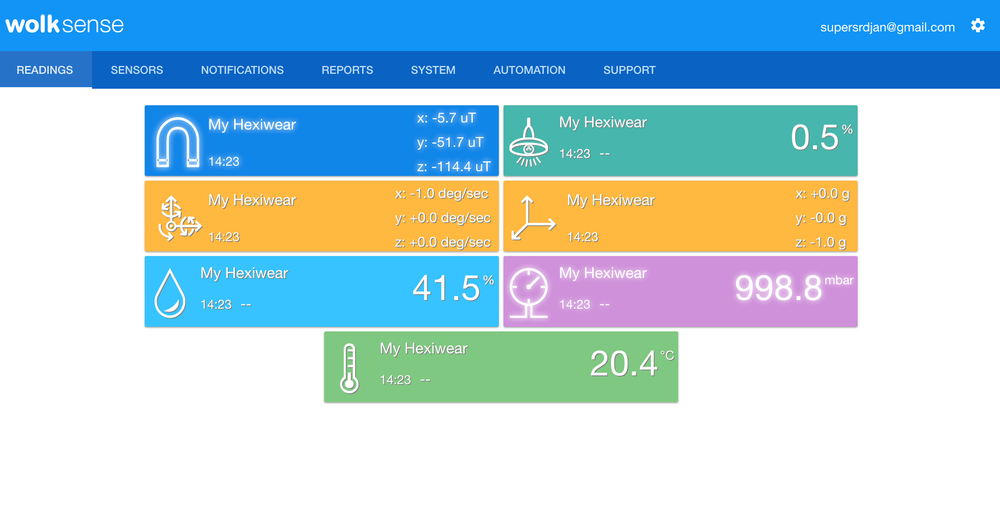 wolksense
supersrdjan@gmail.com
READINGS SENSORS NOTIFICATIONS REPORTS SYSTEM AUTOMATION SUPPORT
My Hexiwear
14:23
x: -5.7 uT
y: -51.7 uT
z: -114.4 uT
My Hexiwear
14:23 --
0.5 %
My Hexiwear
14:23
x: -1.0 deg/sec
y: +0.0 deg/sec
z: +0.0 deg/sec
My Hexiwear
14:23
x: +0.0 g
y: -0.0 g
z: -1.0 g
My Hexiwear
14:23 --
41.5 %
My Hexiwear
14:23 --
998.8 mbar
My Hexiwear
14:23 --
20.4 °C